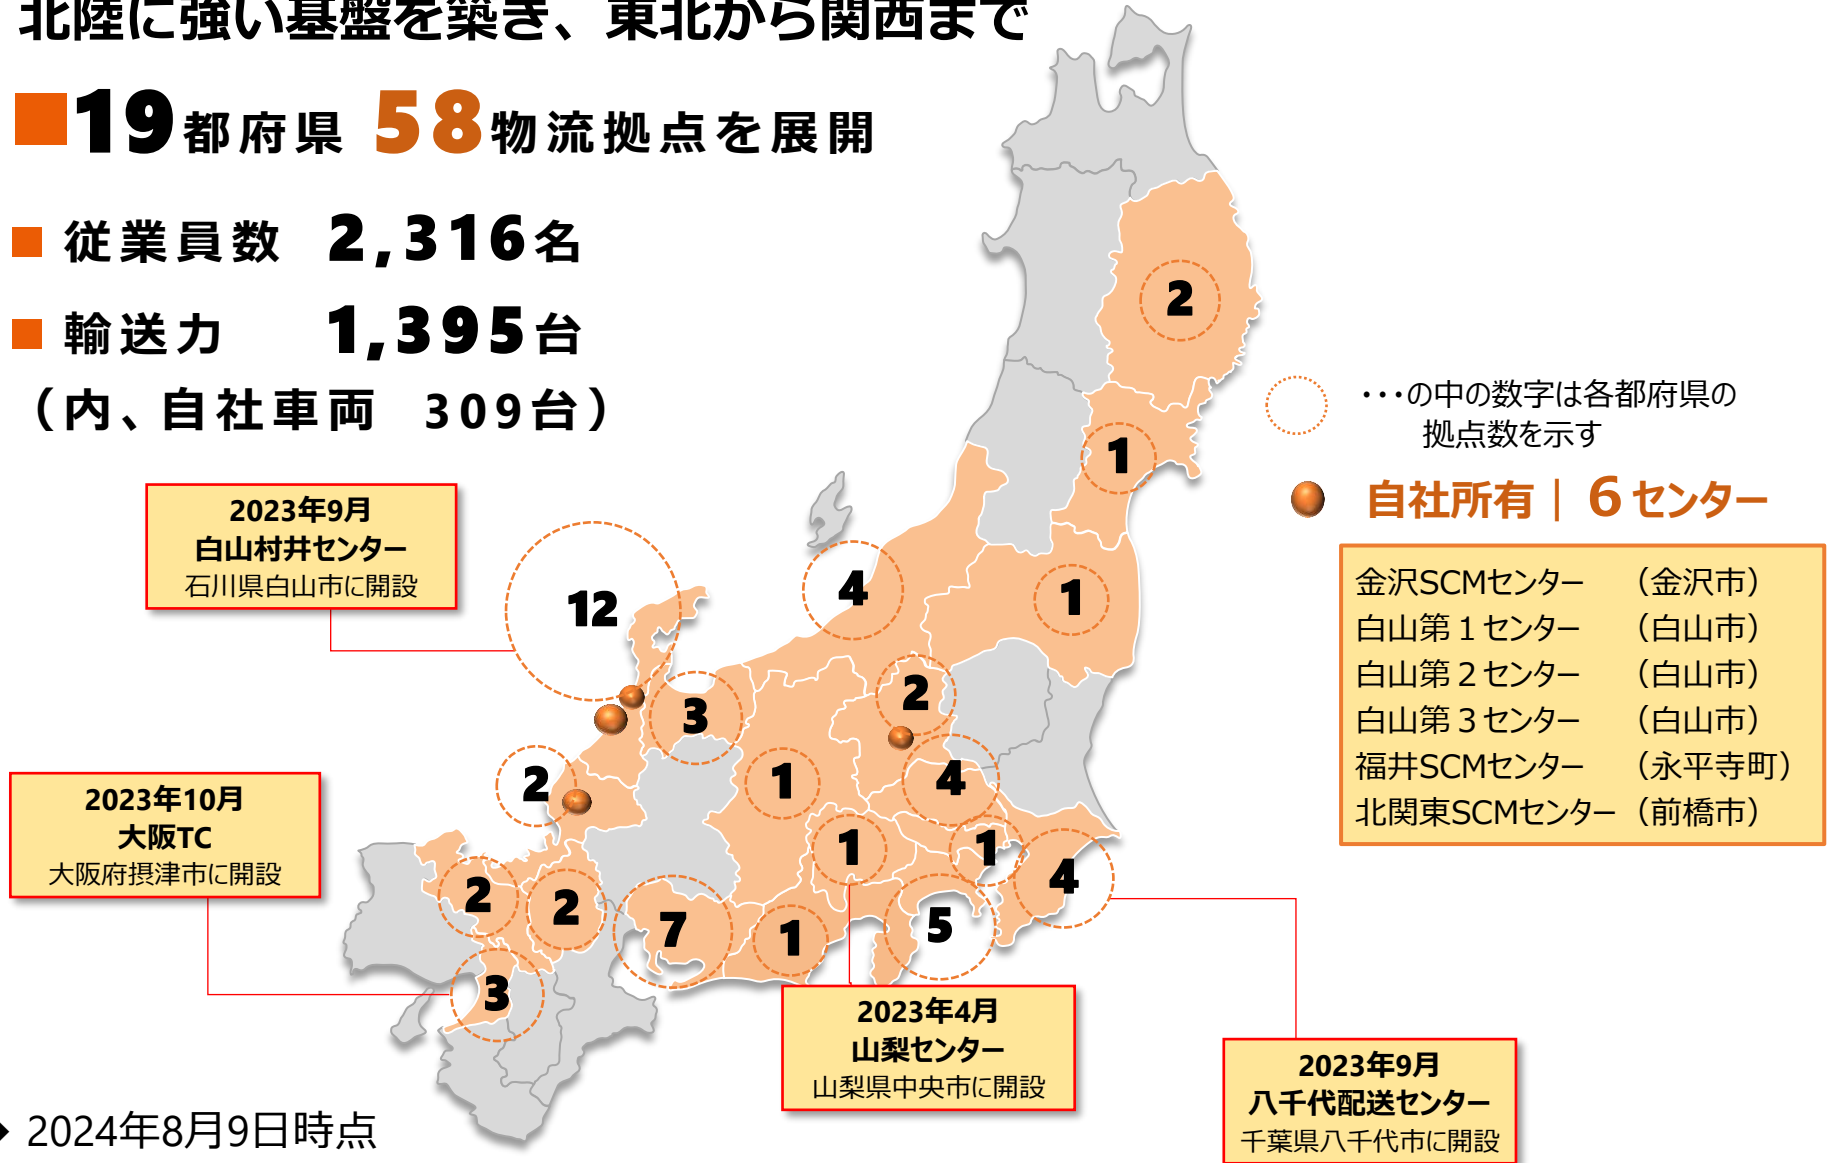 北陸に強い基盤を築き、東北から関西まで
■19都府県 58物流拠点を展開
■ 従業員数 2,316名
■ 輸送力 1,395台
（内、自社車両 309台）
･･･の中の数字は各都府県の
拠点数を示す
自社所有｜６センター
金沢SCMセンター （金沢市）
白山第１センター （白山市）
白山第２センター （白山市）
白山第３センター （白山市）
福井SCMセンター （永平寺町）
北関東SCMセンター （前橋市）
2023年9月
白山村井センター
石川県白山市に開設
2023年10月
大阪TC
大阪府摂津市に開設
2023年4月
山梨センター
山梨県中央市に開設
2023年9月
八千代配送センター
千葉県八千代市に開設
2
1
1
4
12
2
3
4
1
2
1
1
4
2
2
7
1
5
3
◆ 2024年8月9日時点